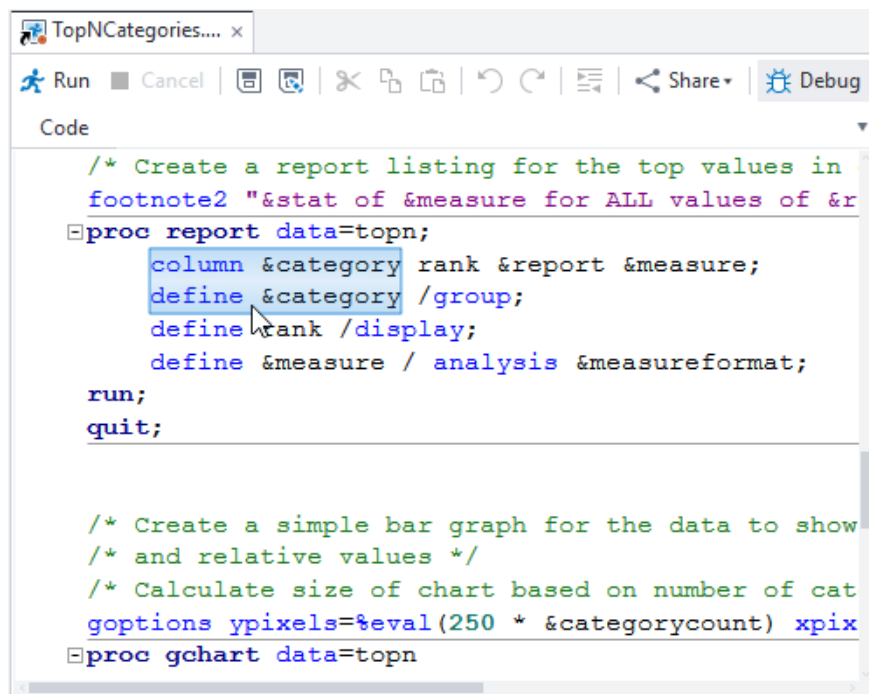 TopNCategories....
Run Cancel Share Debug
Code
/* Create a report listing for the top values in
footnote2 "&stat of &measure for ALL values of &r
proc report data=topn;
column &category rank &report &measure;
define &category /group;
define rank /display;
define &measure / analysis &measureformat;
run;
quit;
/* Create a simple bar graph for the data to show
/* and relative values */
/* Calculate size of chart based on number of cat
goptions ypixels=%eval(250 * &categorycount) xpix
proc gchart data=topn